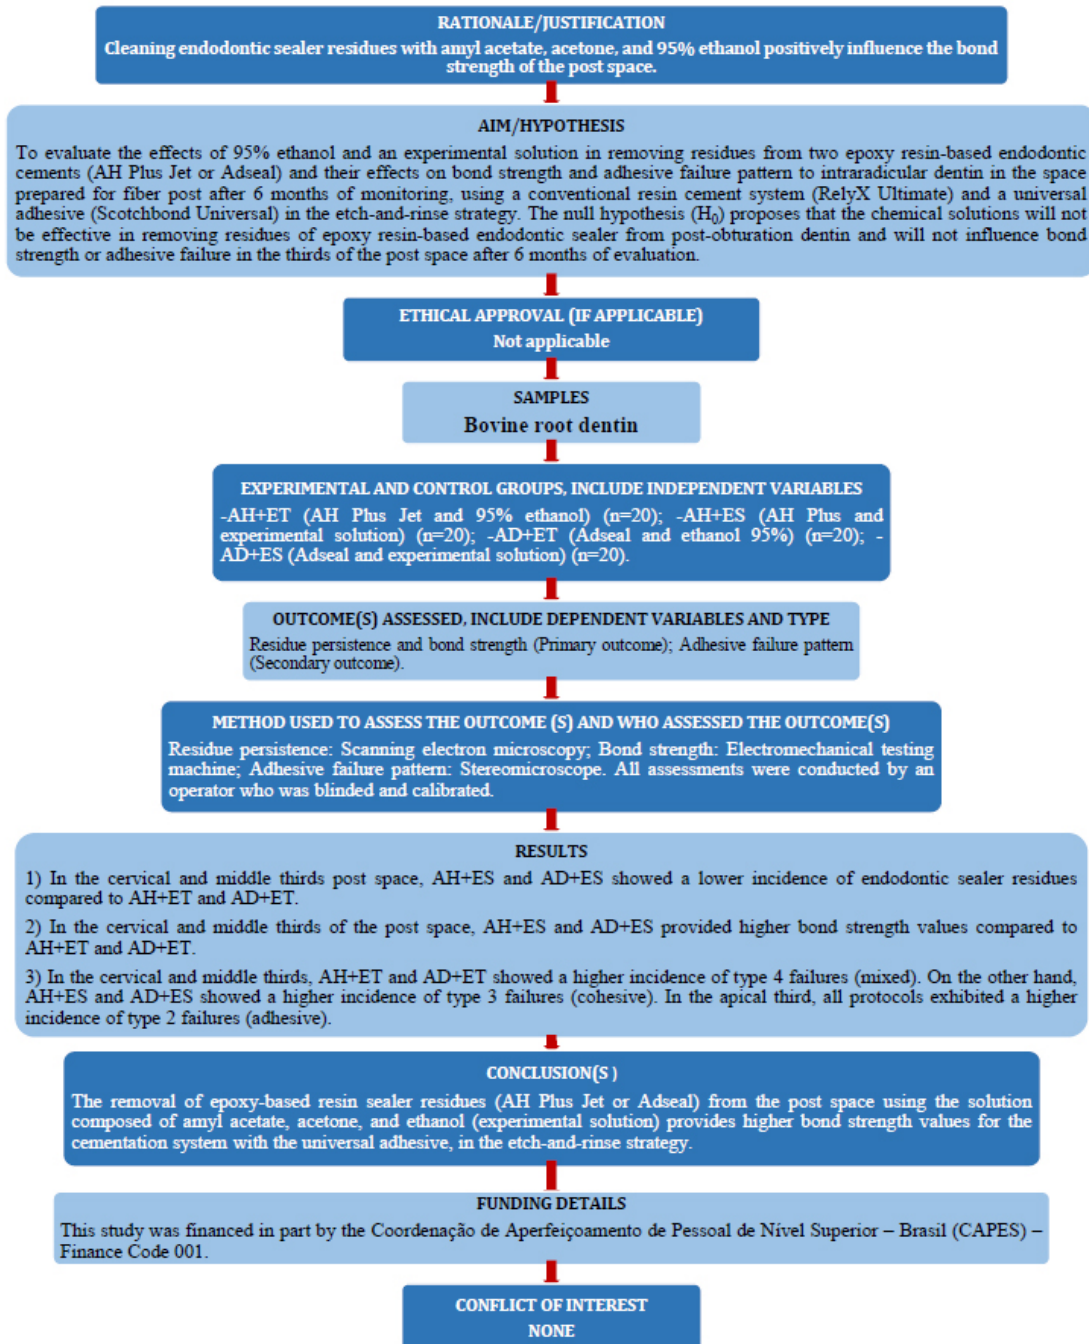 RATIONALE/JUSTIFICATION
Cleaning endodontic sealer residues with amyl acetate, acetone, and 95% ethanol positively influence the bond
strength of the post space.
AIM/HYPOTHESIS
To evaluate the effects of 95% ethanol and an experimental solution in removing residues from two epoxy resin-based endodontic
cements (AH Plus Jet or Adseal) and their effects on bond strength and adhesive failure pattern to intraradicular dentin in the space
prepared for fiber post after 6 months of monitoring, using a conventional resin cement system (RelyX Ultimate) and a universal
adhesive (Scotchbond Universal) in the etch-and-rinse strategy. The null hypothesis (H₀) proposes that the chemical solutions will not
be effective in removing residues of epoxy resin-based endodontic sealer from post-obturation dentin and will not influence bond
strength or adhesive failure in the thirds of the post space after 6 months of evaluation.
ETHICAL APPROVAL (IF APPLICABLE)
Not applicable
SAMPLES
Bovine root dentin
EXPERIMENTAL AND CONTROL GROUPS, INCLUDE INDEPENDENT VARIABLES
-AH+ET (AH Plus Jet and 95% ethanol) (n=20); -AH+ES (AH Plus and
experimental solution) (n=20); -AD+ET (Adseal and ethanol 95%) (n=20); -
AD+ES (Adseal and experimental solution) (n=20).
OUTCOME(S) ASSESSED, INCLUDE DEPENDENT VARIABLES AND TYPE
Residue persistence and bond strength (Primary outcome); Adhesive failure pattern
(Secondary outcome).
METHOD USED TO ASSESS THE OUTCOME (S) AND WHO ASSESSED THE OUTCOME(S)
Residue persistence: Scanning electron microscopy; Bond strength: Electromechanical testing
machine; Adhesive failure pattern: Stereomicroscope. All assessments were conducted by an
operator who was blinded and calibrated.
RESULTS
1) In the cervical and middle thirds post space, AH+ES and AD+ES showed a lower incidence of endodontic sealer residues
compared to AH+ET and AD+ET.
2) In the cervical and middle thirds of the post space, AH+ES and AD+ES provided higher bond strength values compared to
AH+ET and AD+ET.
3) In the cervical and middle thirds, AH+ET and AD+ET showed a higher incidence of type 4 failures (mixed). On the other hand,
AH+ES and AD+ES showed a higher incidence of type 3 failures (cohesive). In the apical third, all protocols exhibited a higher
incidence of type 2 failures (adhesive).
CONCLUSION(S )
The removal of epoxy-based resin sealer residues (AH Plus Jet or Adseal) from the post space using the solution
composed of amyl acetate, acetone, and ethanol (experimental solution) provides higher bond strength values for the
cementation system with the universal adhesive, in the etch-and-rinse strategy.
FUNDING DETAILS
This study was financed in part by the Coordenação de Aperfeiçoamento de Pessoal de Nível Superior – Brasil (CAPES) –
Finance Code 001.
CONFLICT OF INTEREST
NONE